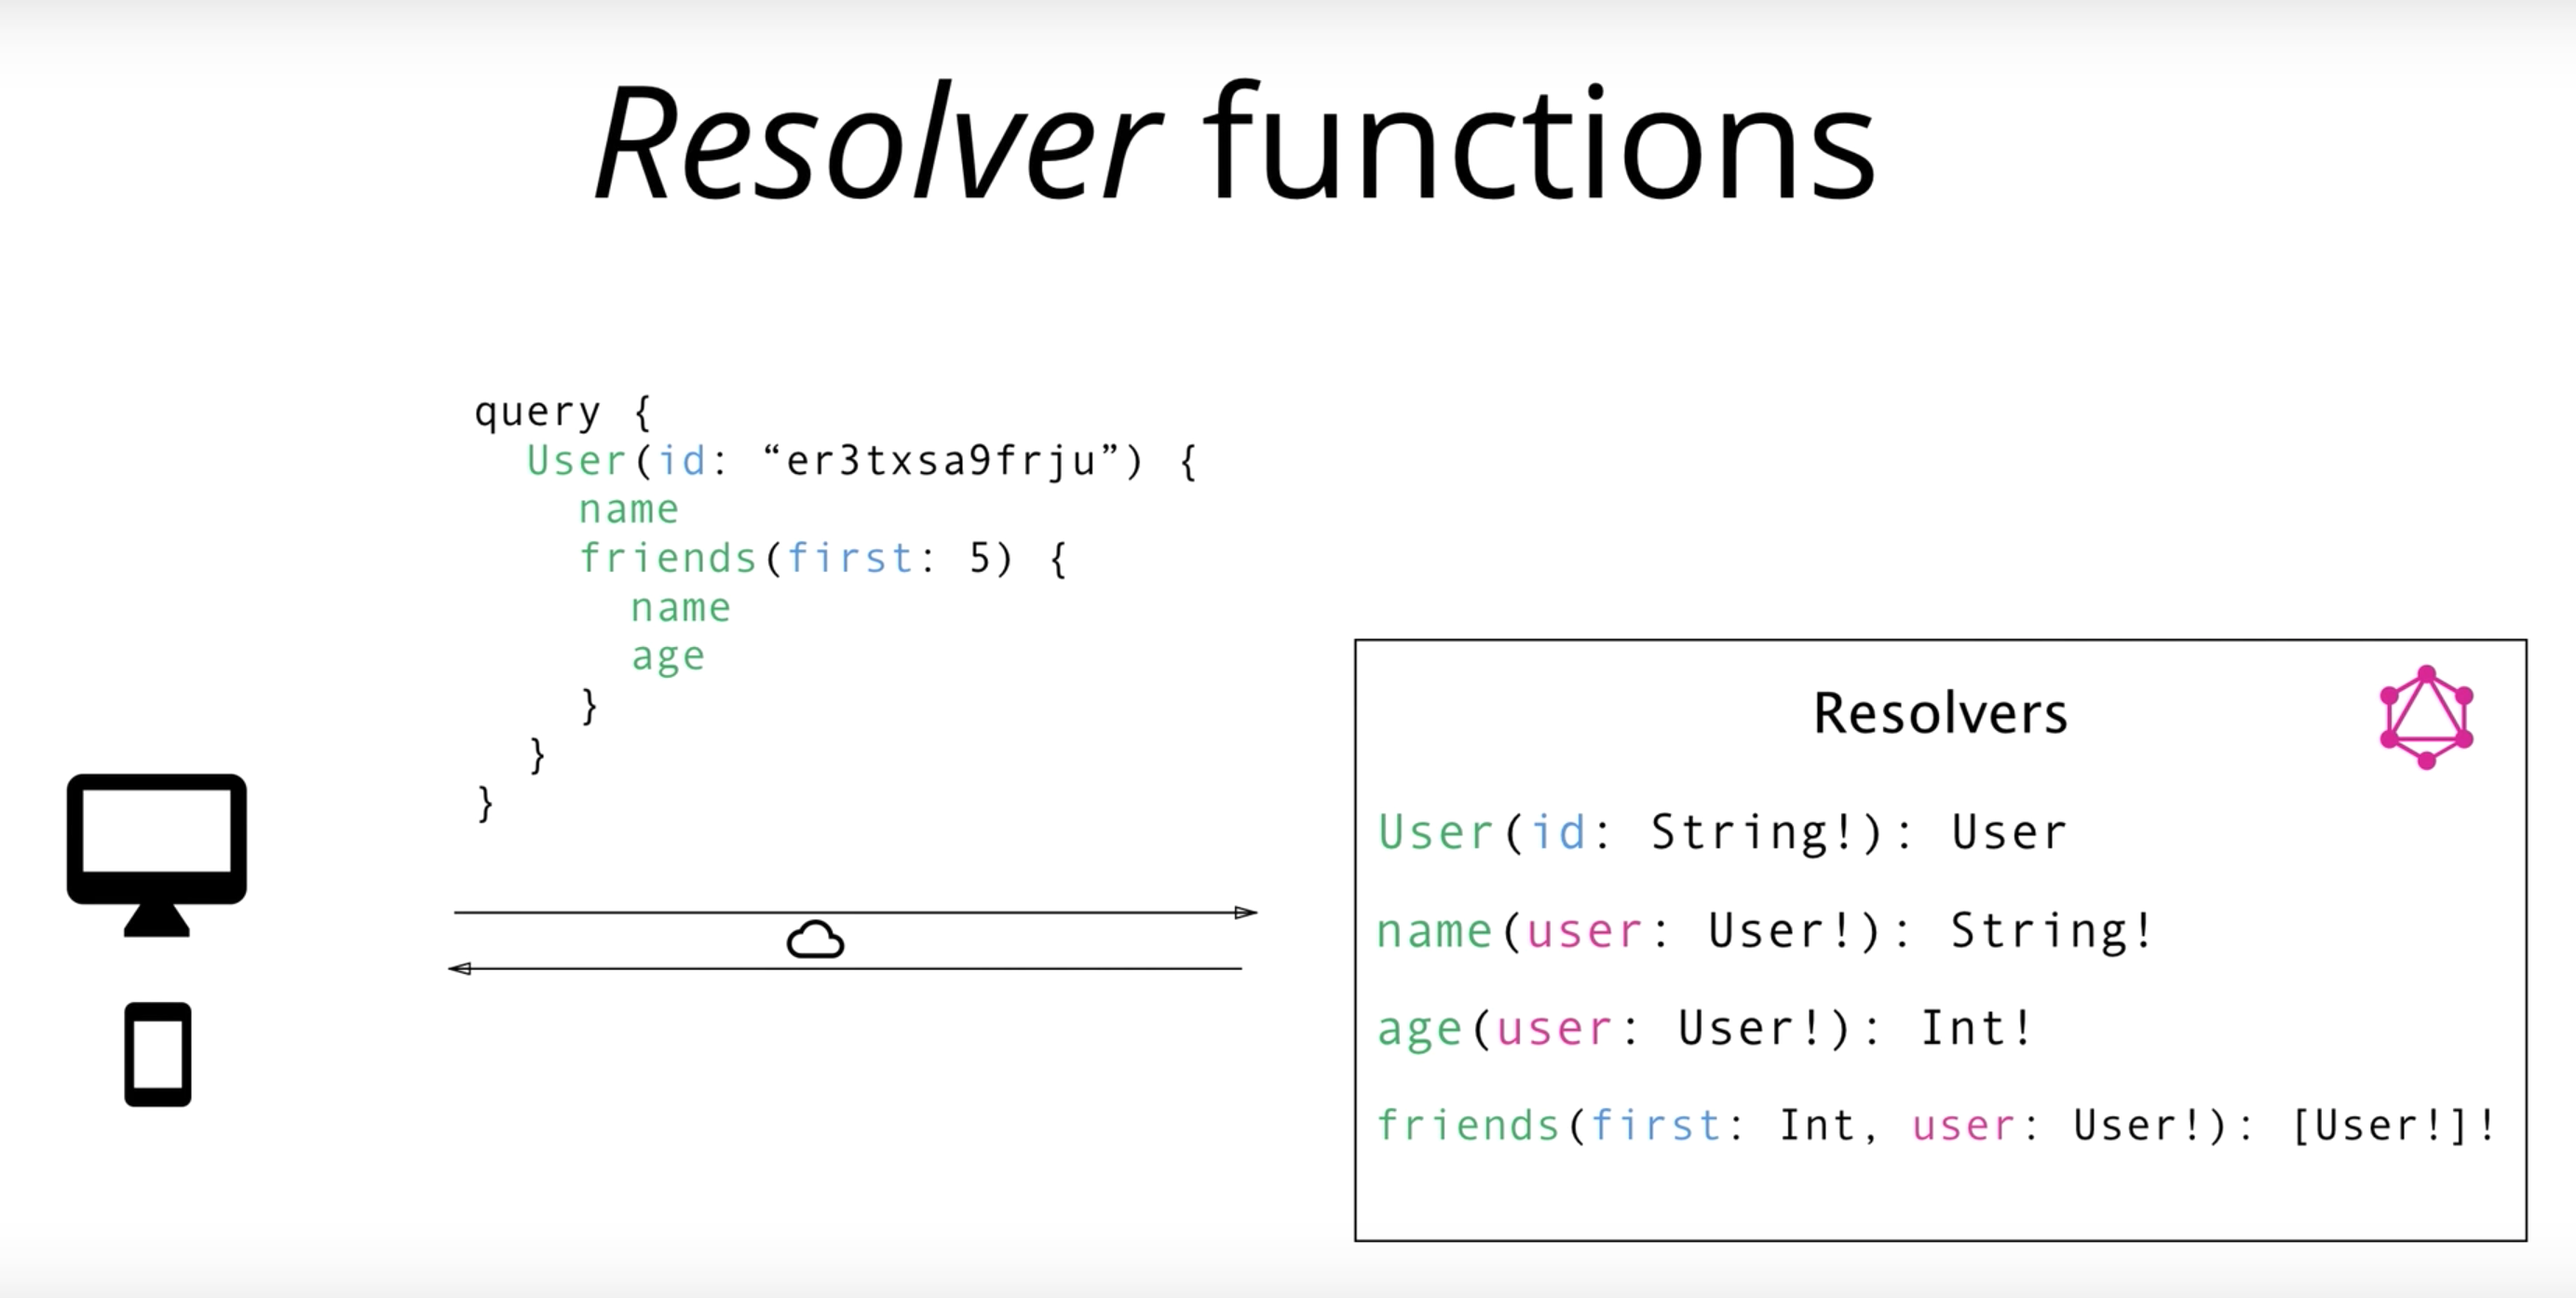 Resolver functions
query {
User(id: “er3txsa9frju”) {
name
friends(first: 5) {
name
age
}
}
}
Resolvers
User(id: String!): User
name(user: User!): String!
age(user: User!): Int!
friends(first: Int, user: User!): [User!]!